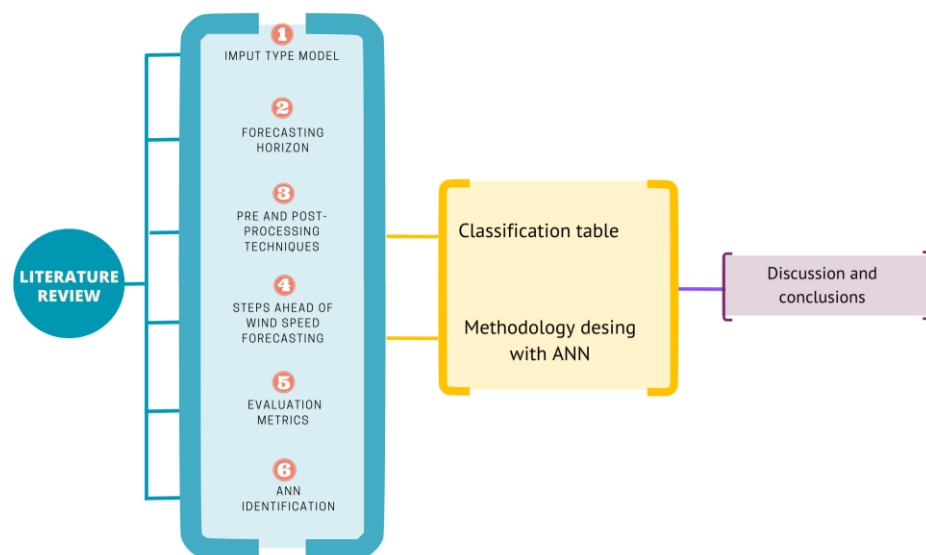 LITERATURE
REVIEW
1
IMPUT TYPE MODEL
2
FORECASTING
HORIZON
3
PRE AND POST-
PROCESSING
TECHNIQUES
4
STEPS AHEAD OF
WIND SPEED
FORECASTING
5
EVALUATION
METRICS
6
ANN
IDENTIFICATION
Classification table
Methodology desing
with ANN
Discussion and
conclusions